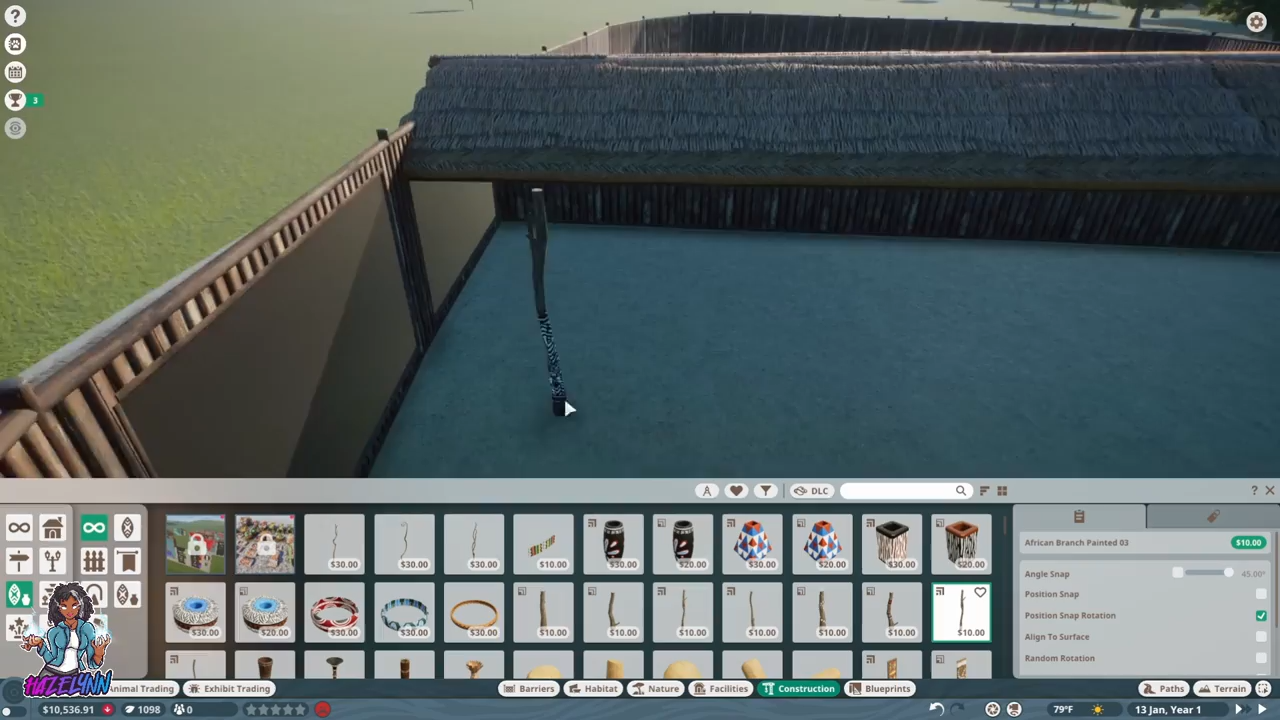 3
DLC
$30.00 $30.00 $30.00 $10.00 $30.00 $20.00 $30.00 $20.00 $30.00 $20.00
$30.00 $20.00 $30.00 $30.00 $30.00 $10.00 $10.00 $10.00 $10.00 $10.00 $10.00 $10.00
African Branch Painted 03 $10.00
Angle Snap 45.00°
Position Snap
Position Snap Rotation
Align To Surface
Random Rotation
HAZELYNN
Animal Trading Exhibit Trading Barriers Habitat Nature Facilities Construction Blueprints Paths Terrain
$10,536.91 1098 0 79°F 13 Jan, Year 1